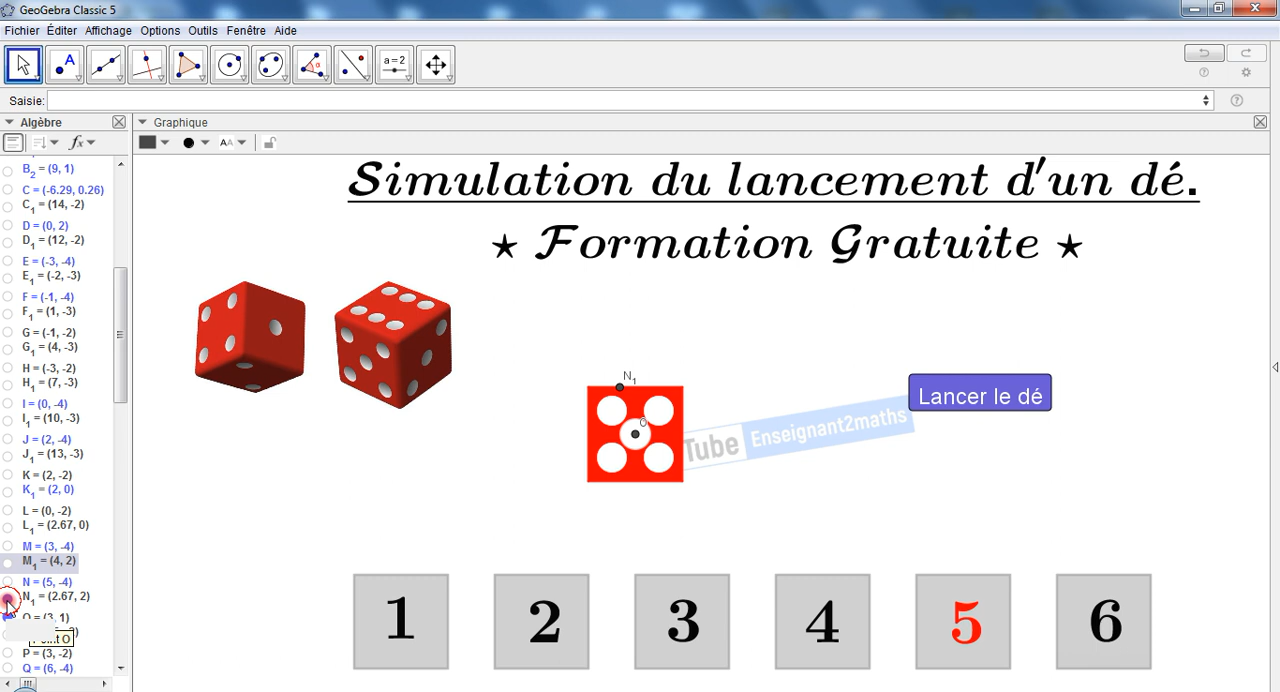 GeoGebra Classic 5
Fichier Éditer Affichage Options Outils Fenêtre Aide
a=2
Saisie:
Algèbre
Graphique
fx
AA
B2 = (9, 1)
C = (-6.29, 0.26)
C1 = (14, -2)
D = (0, 2)
D1 = (12, -2)
E = (-3, -4)
E1 = (-2, -3)
F = (-1, -4)
F1 = (1, -3)
G = (-1, -2)
G1 = (4, -3)
H = (-3, -2)
H1 = (7, -3)
I = (0, -4)
I1 = (10, -3)
J = (2, -4)
J1 = (13, -3)
K = (2, -2)
K1 = (2, 0)
L = (0, -2)
L1 = (2.67, 0)
M = (3, -4)
M1 = (4, 2)
N = (5, -4)
N1 = (2.67, 2)
O = (3, 1)
Point O
P = (3, -2)
Q = (6, -4)
Simulation du lancement d'un dé.
★ Formation Gratuite ★
N1
O
Tube Enseignant2maths
Lancer le dé
1 2 3 4 5 6